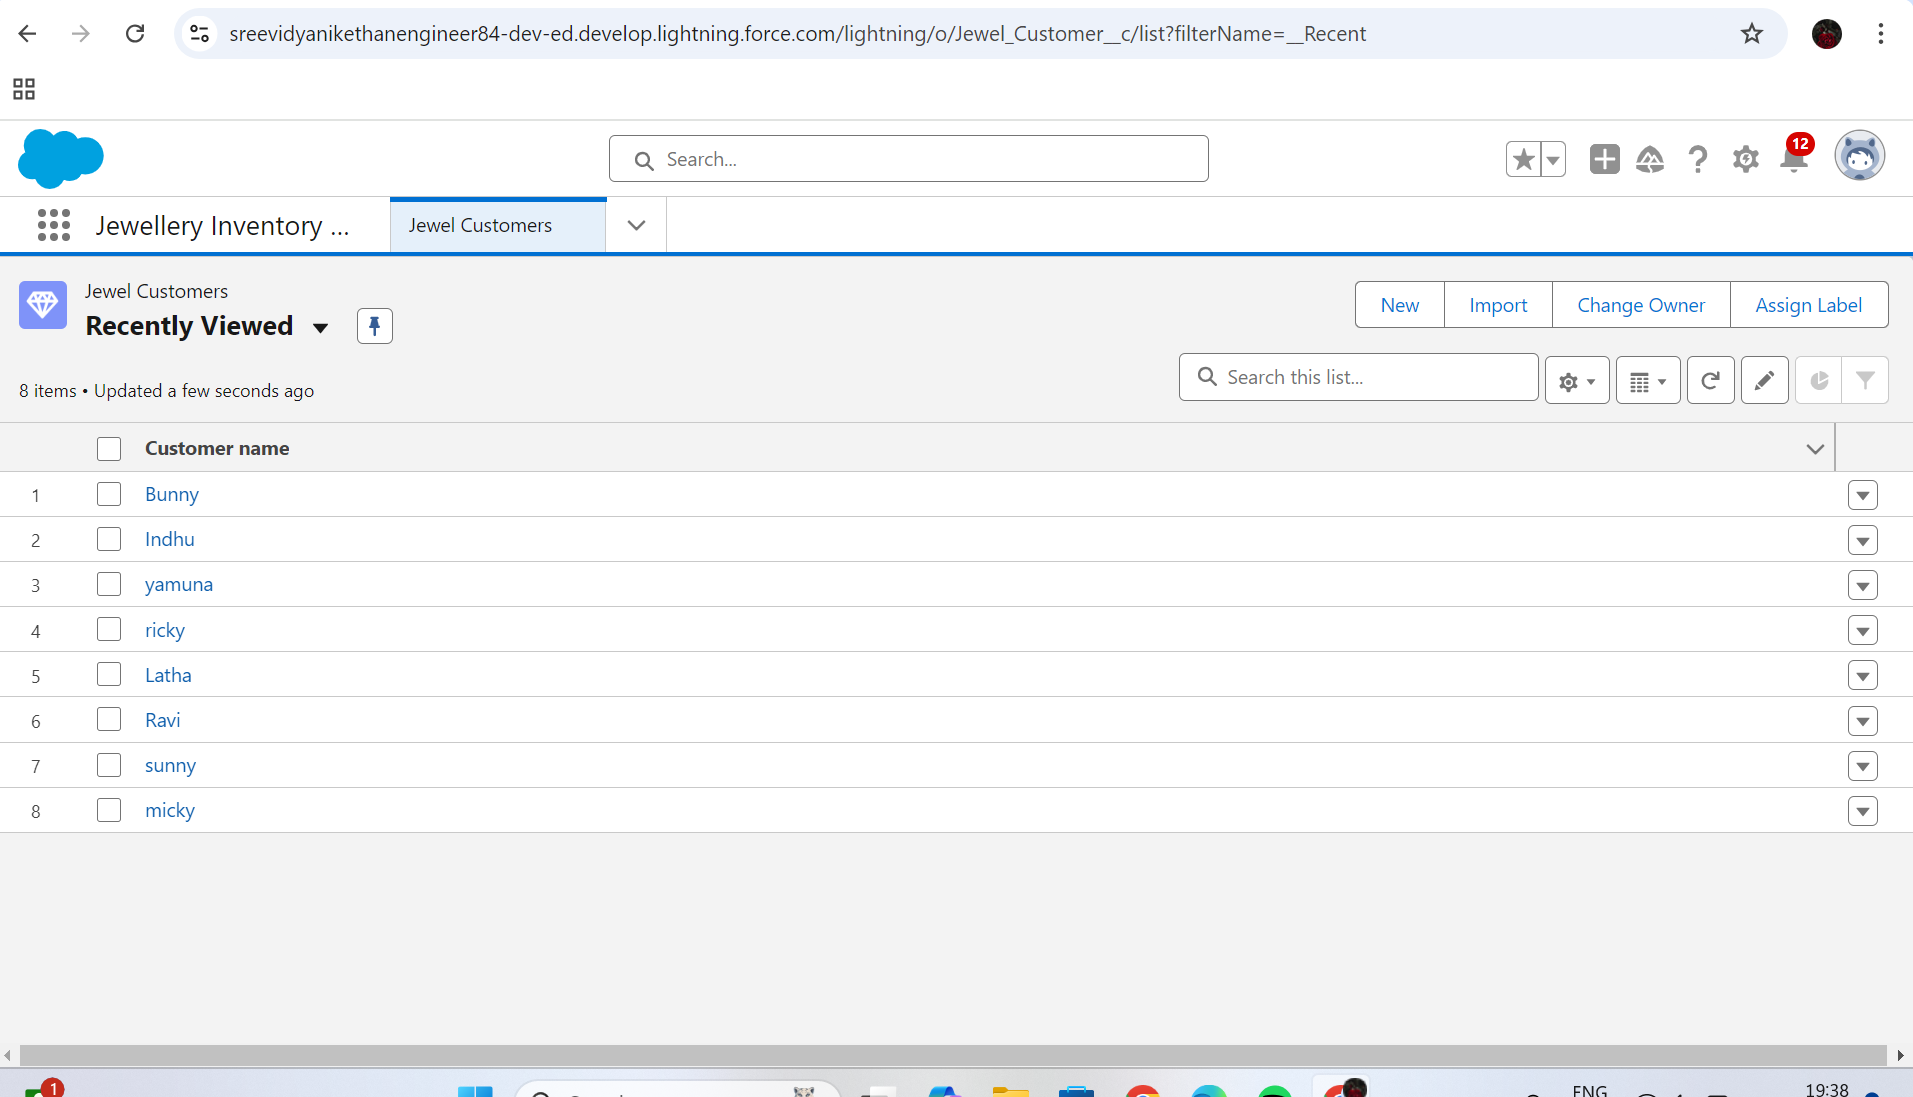 sreevidyanikethanengineer84-dev-ed.develop.lightning.force.com/lightning/o/Jewel_Customer__c/list?filterName=__Recent
Search...
12
Jewellery Inventory ...
Jewel Customers
Jewel Customers
Recently Viewed
New
Import
Change Owner
Assign Label
8 items • Updated a few seconds ago
Search this list...
Customer name
1 Bunny
2 Indhu
3 yamuna
4 ricky
5 Latha
6 Ravi
7 sunny
8 micky
1
ENG
19:38